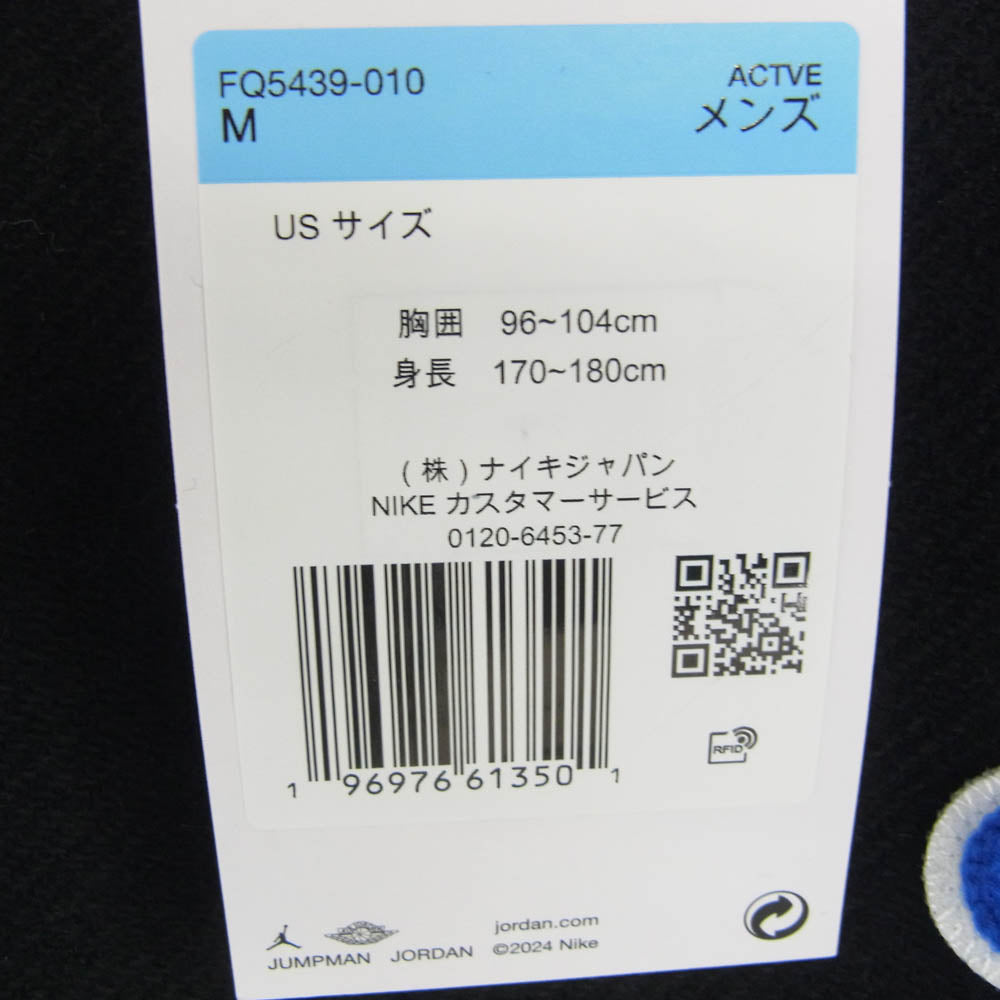 FQ5439-010
M
ACTVE
メンズ
US サイズ
胸囲 96~104cm
身長 170~180cm
(株)ナイキジャパン
NIKE カスタマーサービス
0120-6453-77
1 96976 61350 1
RFID
JUMPMAN
JORDAN
jordan.com
©2024 Nike